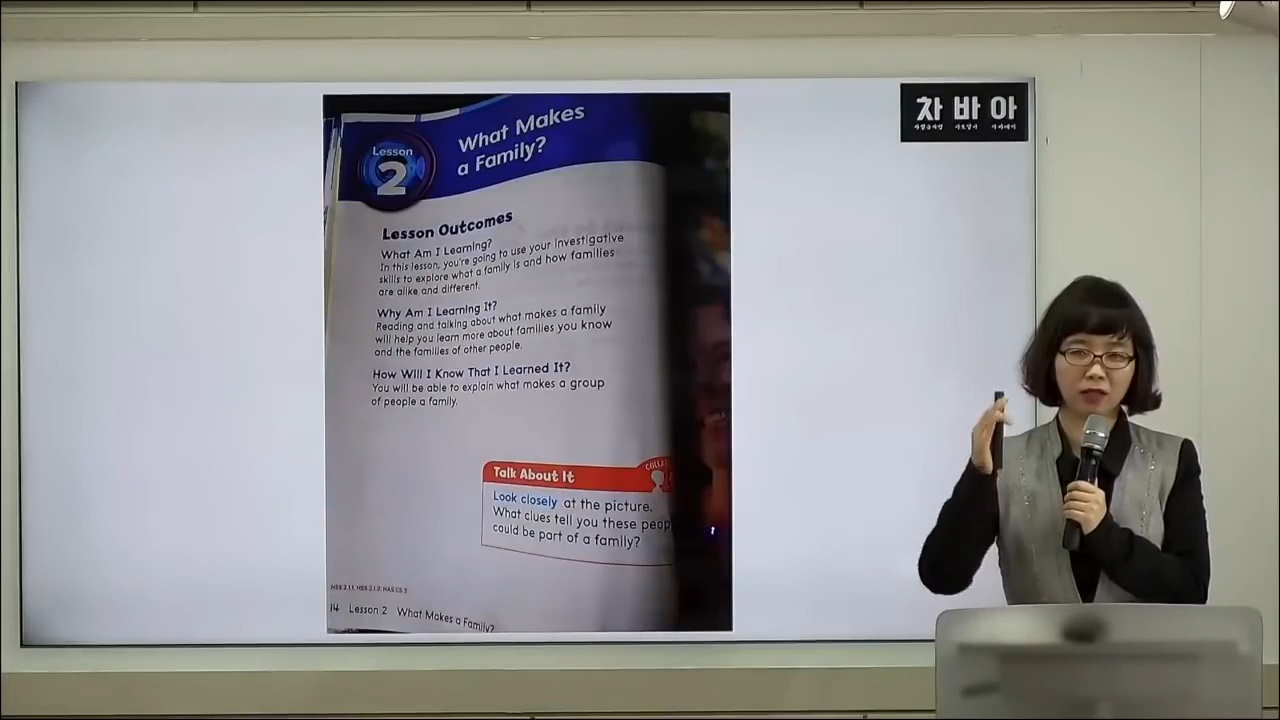 Lesson
2
What Makes
a Family?
Lesson Outcomes
What Am I Learning?
In this lesson, you're going to use your investigative
skills to explore what a family is and how families
are alike and different.
Why Am I Learning It?
Reading and talking about what makes a family
will help you learn more about families you know
and the families of other people.
How Will I Know That I Learned It?
You will be able to explain what makes a group
of people a family.
Talk About It
Look closely at the picture.
What clues tell you these peop
could be part of a family?
14 Lesson 2 What Makes a Family?
차 바 아